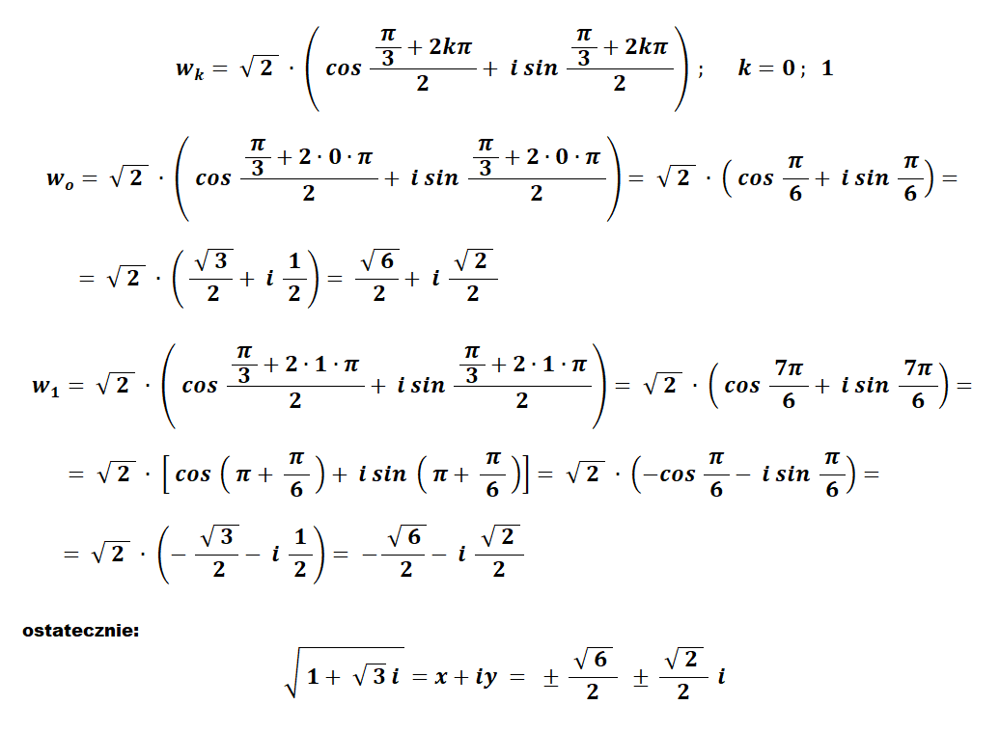 w_k = √2 · ( cos (π/3 + 2kπ)/2 + i sin (π/3 + 2kπ)/2 ) ; k = 0 ; 1
w_o = √2 · ( cos (π/3 + 2 · 0 · π)/2 + i sin (π/3 + 2 · 0 · π)/2 ) = √2 · ( cos π/6 + i sin π/6 ) =
= √2 · ( √3/2 + i 1/2 ) = √6/2 + i √2/2
w_1 = √2 · ( cos (π/3 + 2 · 1 · π)/2 + i sin (π/3 + 2 · 1 · π)/2 ) = √2 · ( cos 7π/6 + i sin 7π/6 ) =
= √2 · [ cos ( π + π/6 ) + i sin ( π + π/6 ) ] = √2 · ( −cos π/6 − i sin π/6 ) =
= √2 · ( − √3/2 − i 1/2 ) = − √6/2 − i √2/2
ostatecznie:
√(1 + √3 i) = x + iy = ± √6/2 ± √2/2 i